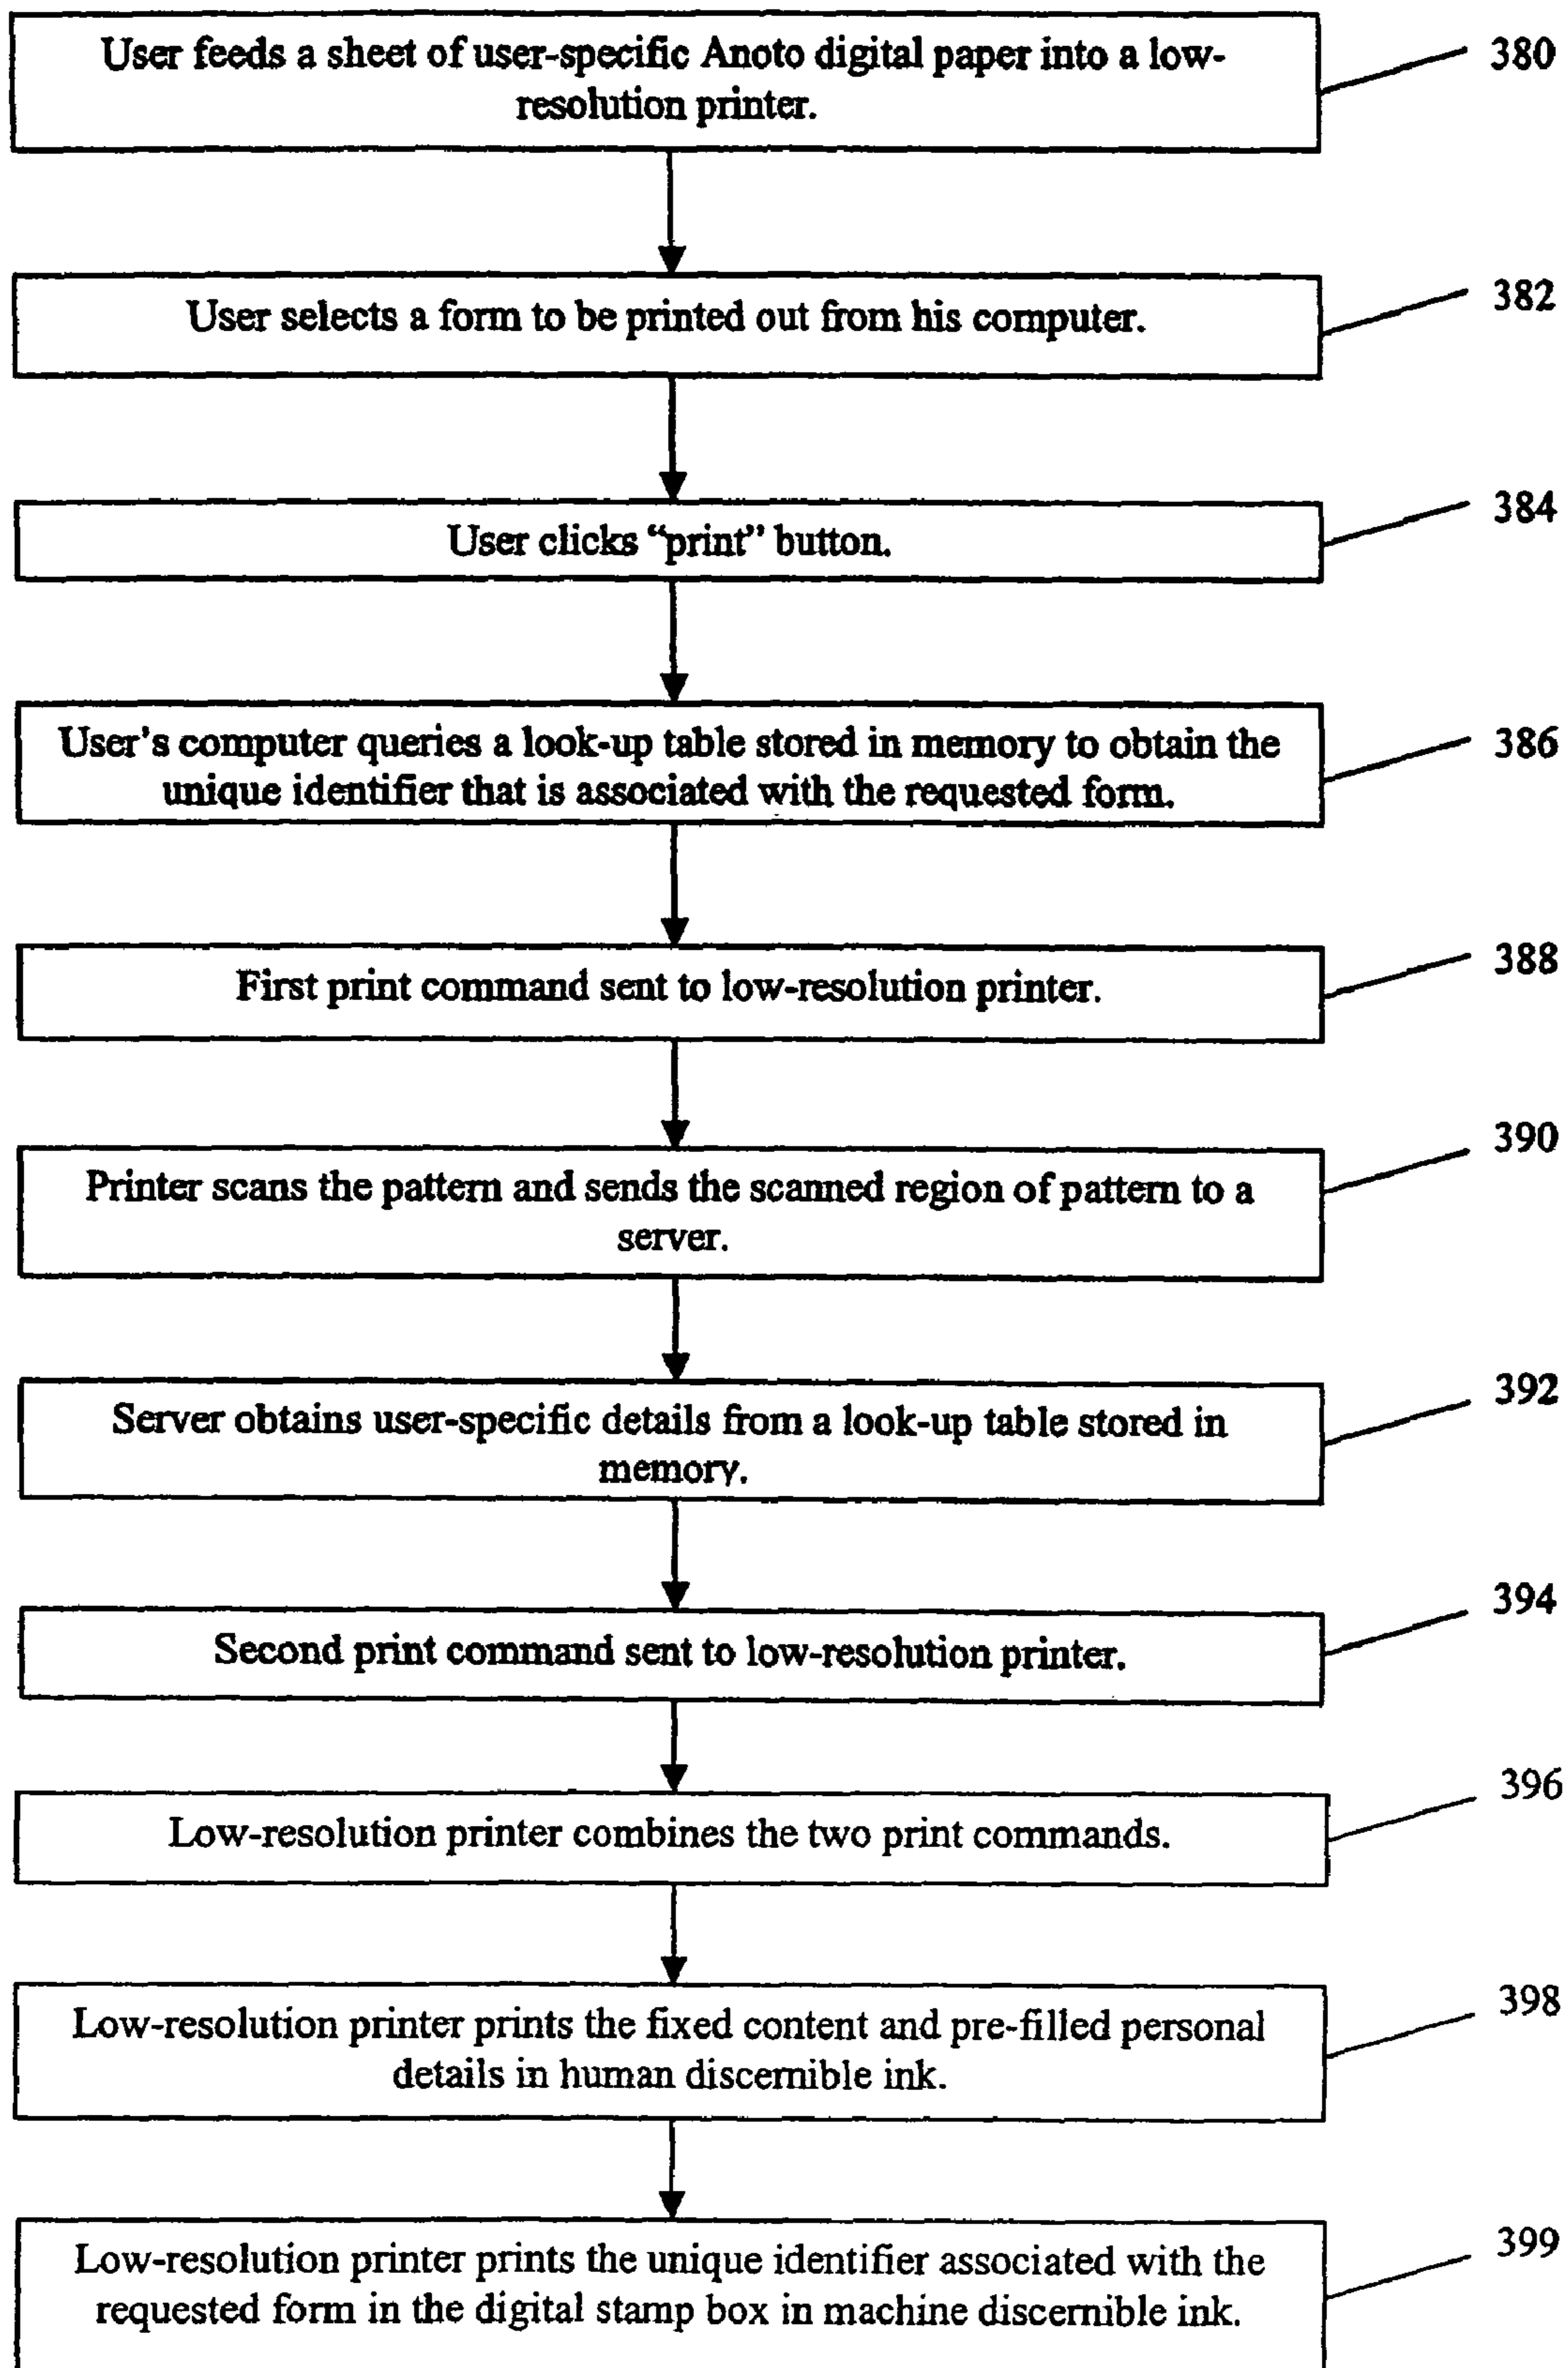 User feeds a sheet of user-specific Anoto digital paper into a low-
resolution printer.
380
User selects a form to be printed out from his computer.
382
User clicks “print” button.
384
User's computer queries a look-up table stored in memory to obtain the
unique identifier that is associated with the requested form.
386
First print command sent to low-resolution printer.
388
Printer scans the pattern and sends the scanned region of pattern to a
server.
390
Server obtains user-specific details from a look-up table stored in
memory.
392
Second print command sent to low-resolution printer.
394
Low-resolution printer combines the two print commands.
396
Low-resolution printer prints the fixed content and pre-filled personal
details in human discernible ink.
398
Low-resolution printer prints the unique identifier associated with the
requested form in the digital stamp box in machine discernible ink.
399